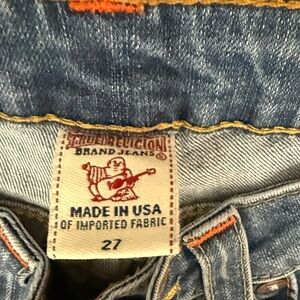 TRUE RELIGION
BRAND JEANS ®
MADE IN USA
OF IMPORTED FABRIC
27